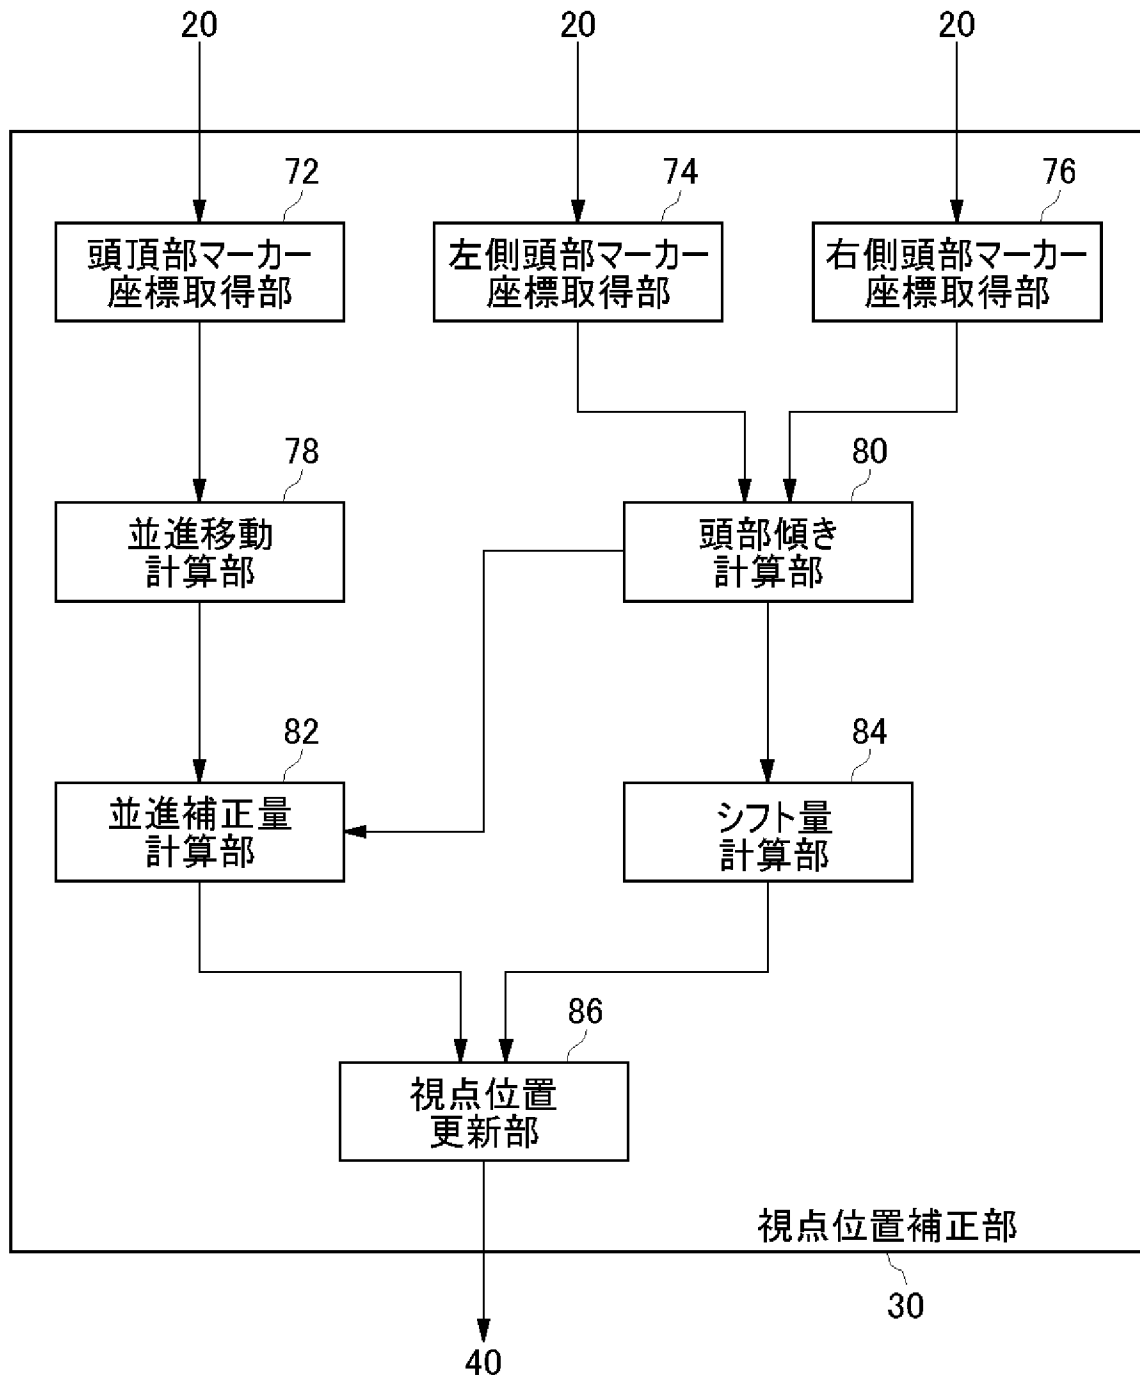 20
20
20
72
74
76
頭頂部マーカー
座標取得部
左側頭部マーカー
座標取得部
右側頭部マーカー
座標取得部
78
80
並進移動
計算部
頭部傾き
計算部
82
84
並進補正量
計算部
シフト量
計算部
86
視点位置
更新部
視点位置補正部
30
40